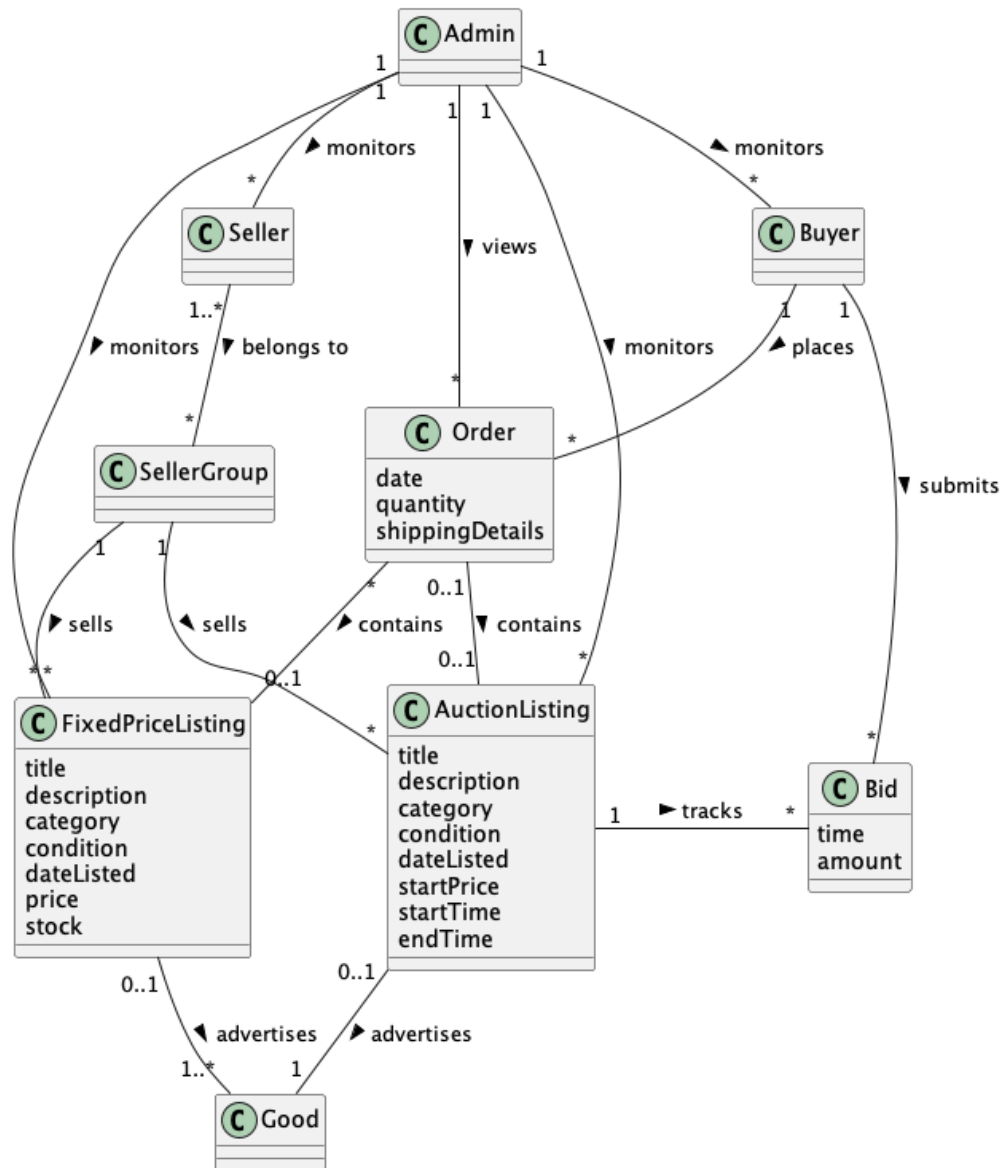 C Admin
1
1
1 1
1
monitors
monitors
*
*
C Seller
C Buyer
views
1..*
1 1
monitors
belongs to
monitors
places
*
*
C Order
*
C SellerGroup
date
quantity
shippingDetails
submits
1 1
*
0..1
sells
sells
contains
contains
* *
0..1
0..1
*
C FixedPriceListing
C AuctionListing
*
*
title
description
category
condition
dateListed
price
stock
title
description
category
condition
dateListed
startPrice
startTime
endTime
1
tracks
*
C Bid
time
amount
0..1
0..1
advertises
advertises
1..*
1
C Good